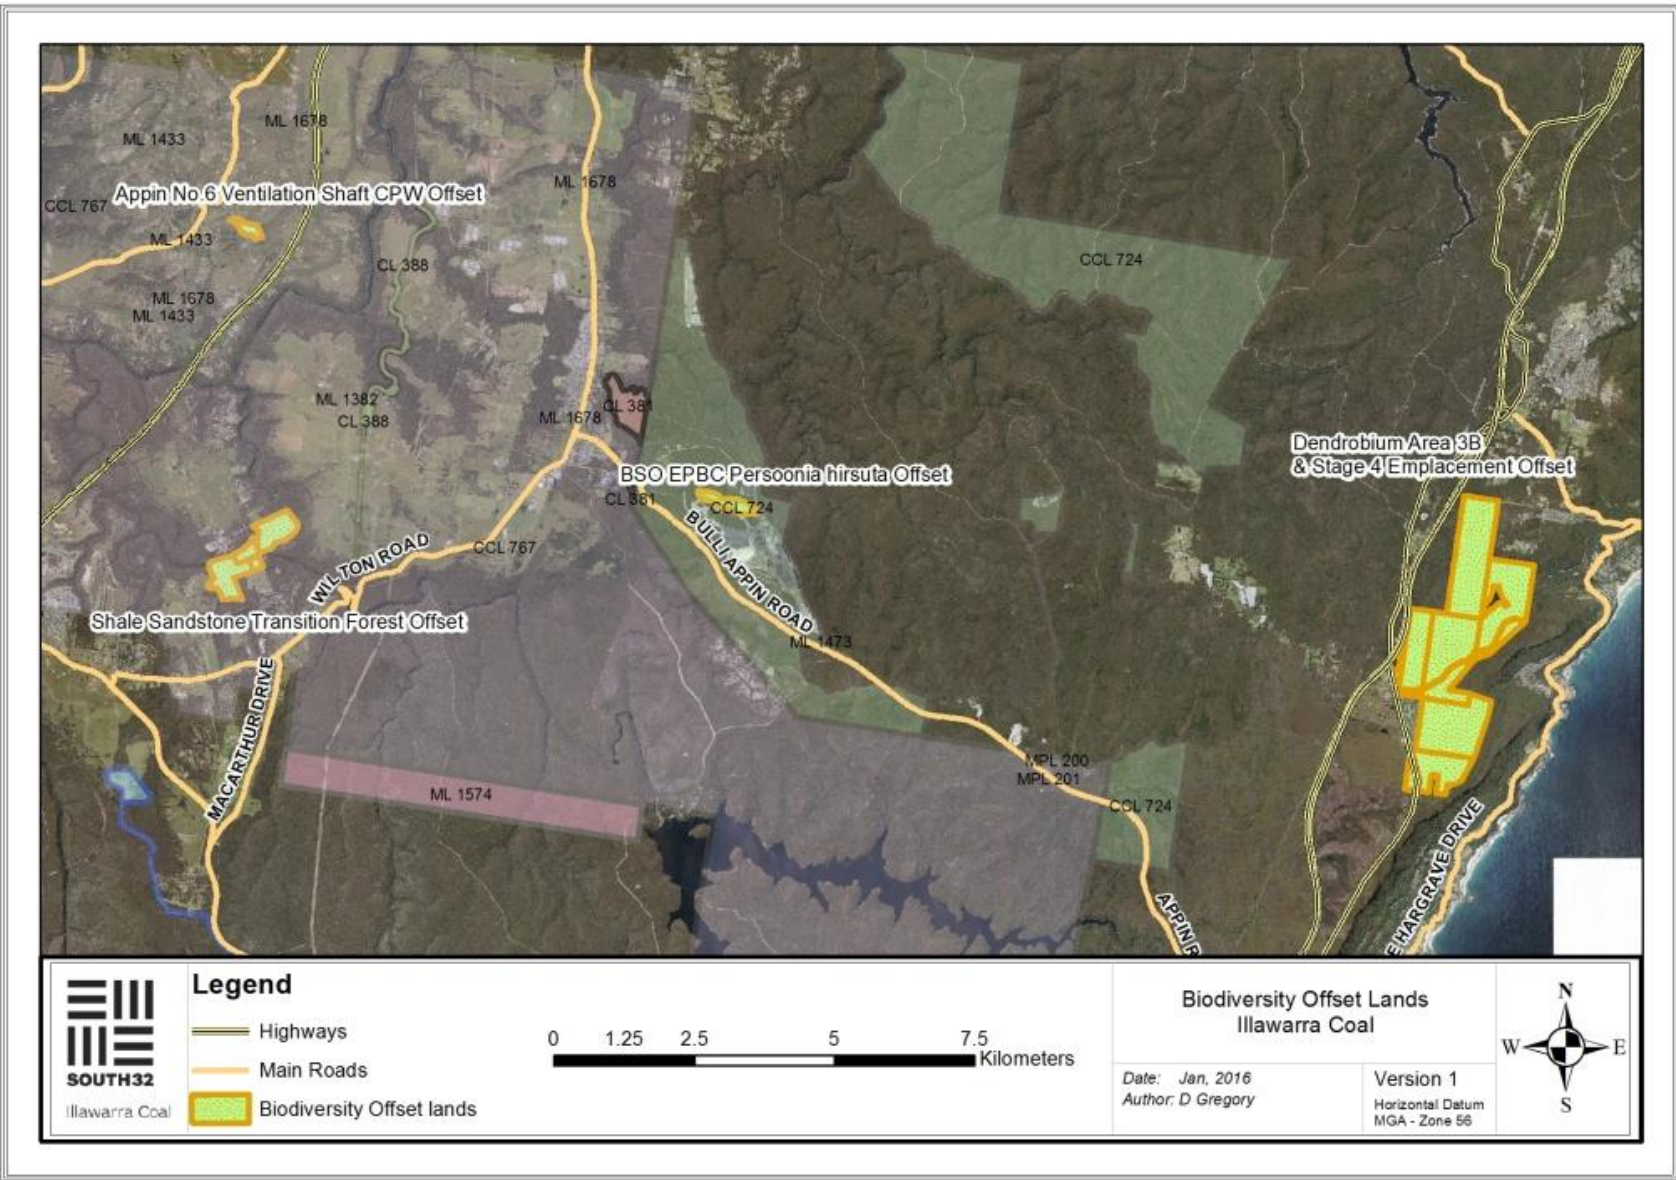 ML 1678
ML 1433
Appin No.6 Ventilation Shaft CPW Offset
ML 1678
CCL 767
ML 1433
CL 388
CCL 724
ML 1678
ML 1433
ML 1382
CL 388
ML 1678
CL 381
Dendrobium Area 3B
& Stage 4 Emplacement Offset
BSO EPBC Persoonia hirsuta Offset
CL 381
CCL 724
BULLI APPIN ROAD
WILTON ROAD
CCL 767
Shale Sandstone Transition Forest Offset
ML 1473
MACARTHUR DRIVE
MPL 200
MPL 201
ML 1574
CCL 724
APPIN R
E HARGRAVE DRIVE
SOUTH32
Illawarra Coal
Legend
Highways
Main Roads
Biodiversity Offset lands
0 1.25 2.5 5 7.5
Kilometers
Biodiversity Offset Lands
Illawarra Coal
Date: Jan, 2016
Author: D Gregory
Version 1
Horizontal Datum
MGA - Zone 56
N
W E
S